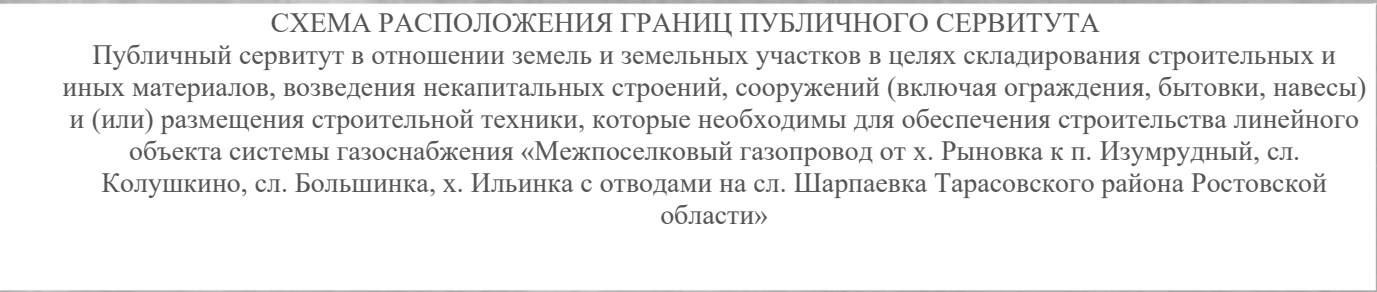 СХЕМА РАСПОЛОЖЕНИЯ ГРАНИЦ ПУБЛИЧНОГО СЕРВИТУТА
Публичный сервитут в отношении земель и земельных участков в целях складирования строительных и
иных материалов, возведения некапитальных строений, сооружений (включая ограждения, бытовки, навесы)
и (или) размещения строительной техники, которые необходимы для обеспечения строительства линейного
объекта системы газоснабжения «Межпоселковый газопровод от х. Рыновка к п. Изумрудный, сл.
Колушкино, сл. Большинка, х. Ильинка с отводами на сл. Шарпаевка Тарасовского района Ростовской
области»